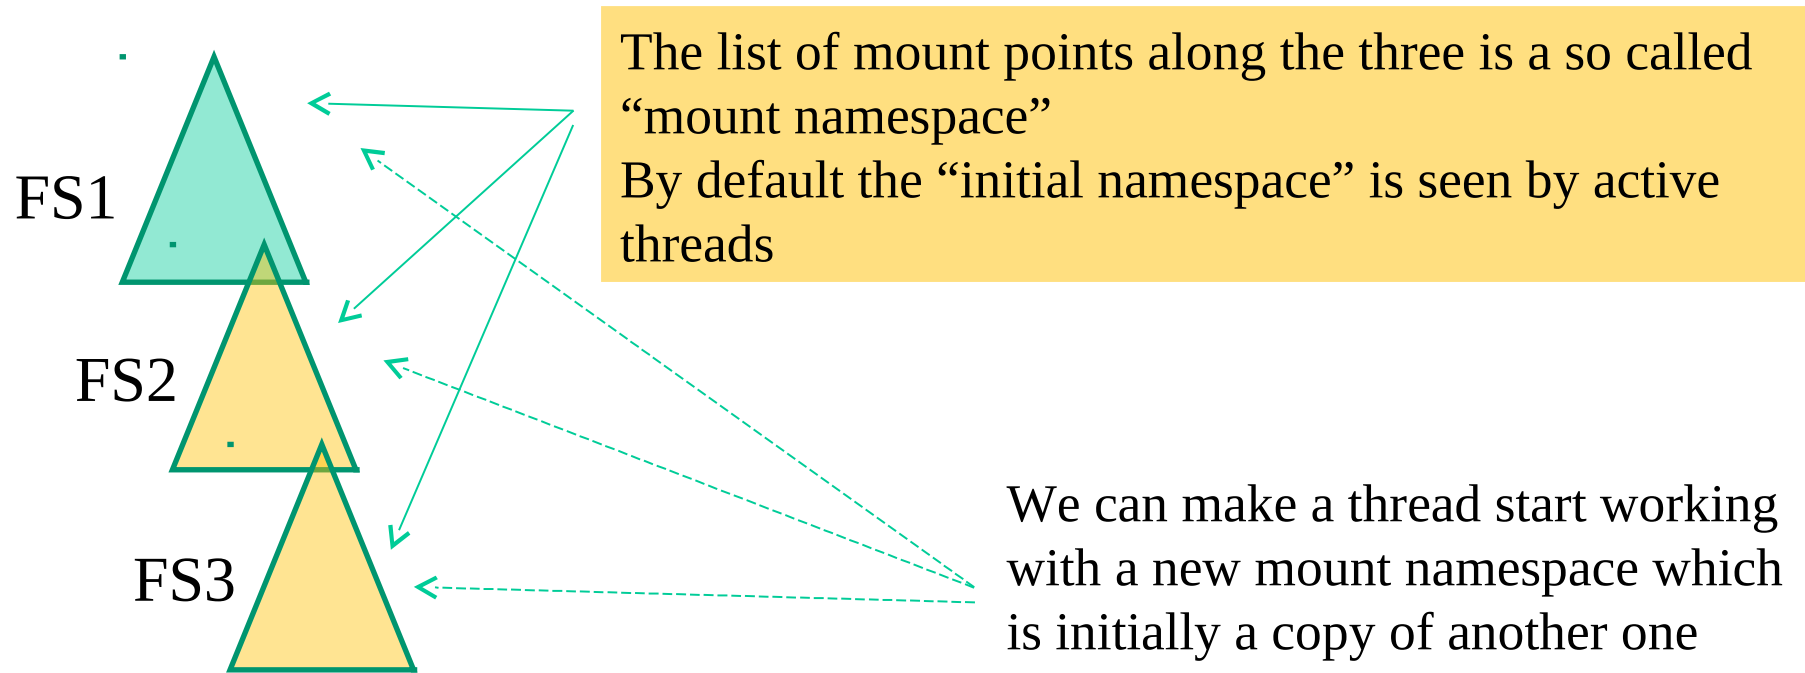 The list of mount points along the three is a so called
“mount namespace”
By default the “initial namespace” is seen by active
threads
FS1
FS2
FS3
We can make a thread start working
with a new mount namespace which
is initially a copy of another one